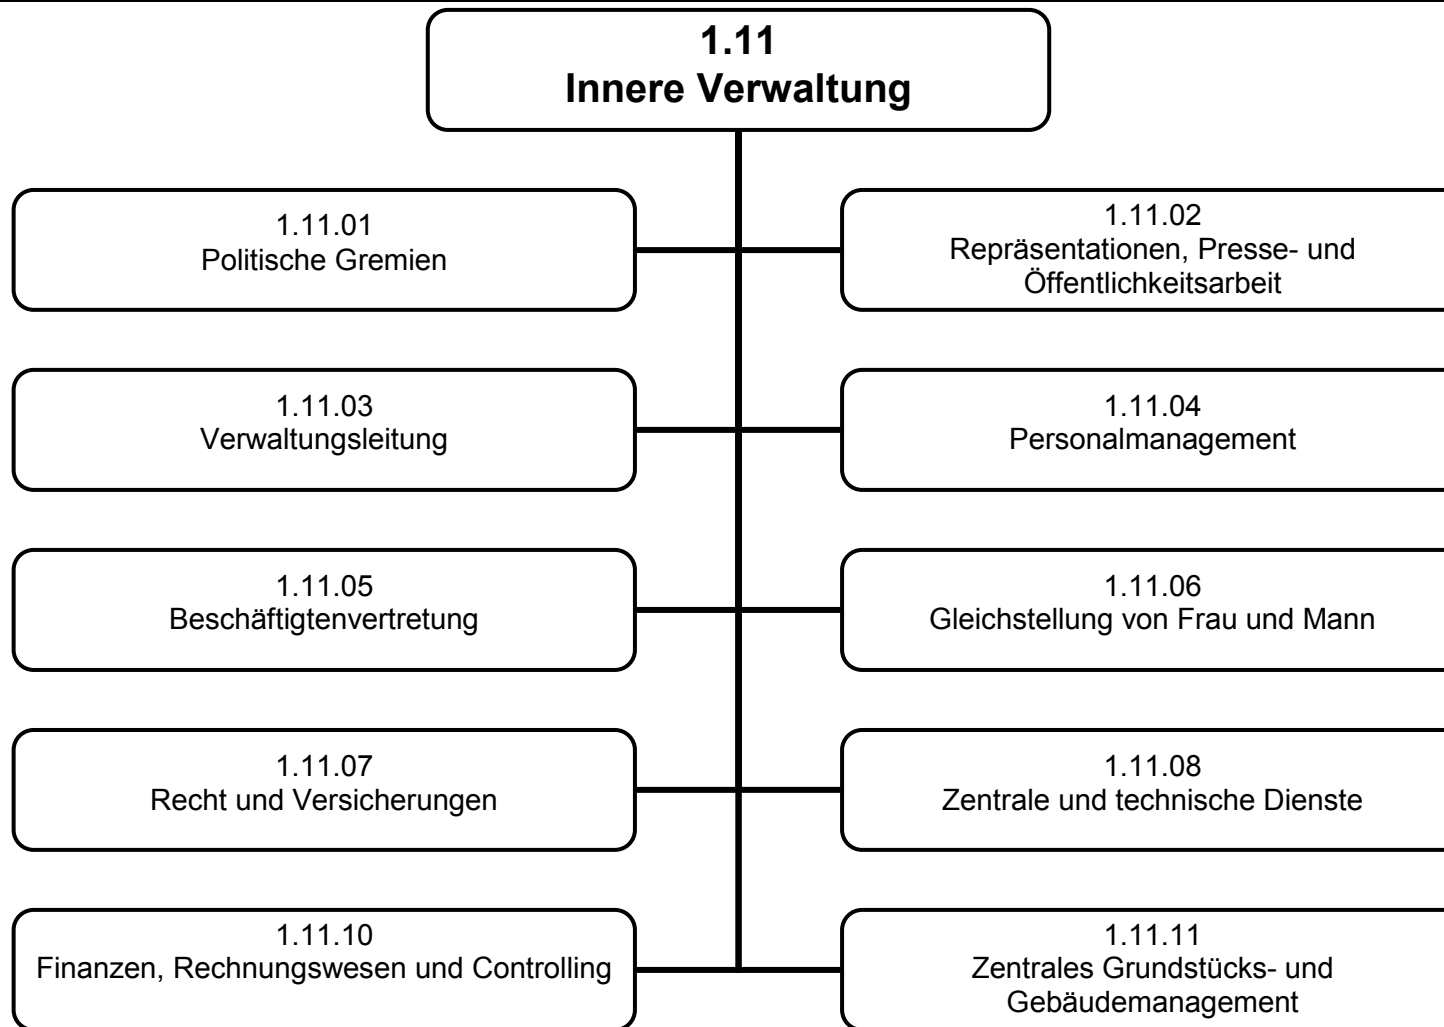 1.11
Innere Verwaltung
1.11.01
Politische Gremien
1.11.02
Repräsentationen, Presse- und
Öffentlichkeitsarbeit
1.11.03
Verwaltungsleitung
1.11.04
Personalmanagement
1.11.05
Beschäftigtenvertretung
1.11.06
Gleichstellung von Frau und Mann
1.11.07
Recht und Versicherungen
1.11.08
Zentrale und technische Dienste
1.11.10
Finanzen, Rechnungswesen und Controlling
1.11.11
Zentrales Grundstücks- und
Gebäudemanagement